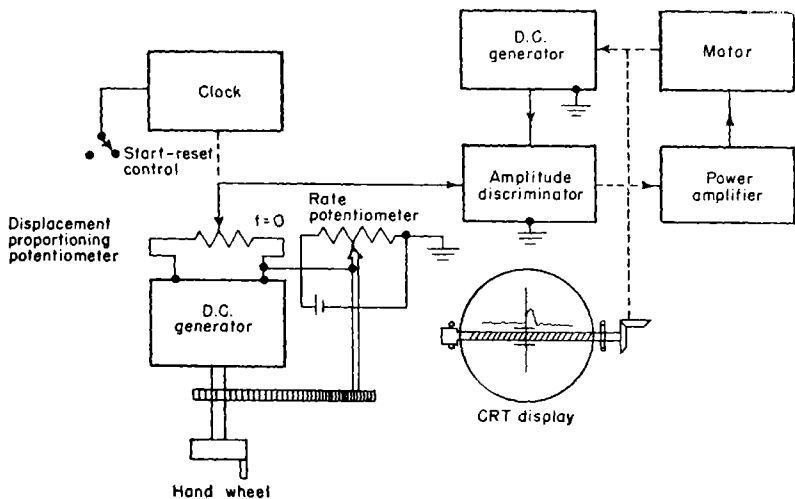 D.C.
generator
Motor
Clock
Start-reset
control
Amplitude
discriminator
Power
amplifier
Rate
potentiometer
t=0
Displacement
proportioning
potentiometer
D.C.
generator
CRT display
Hand wheel